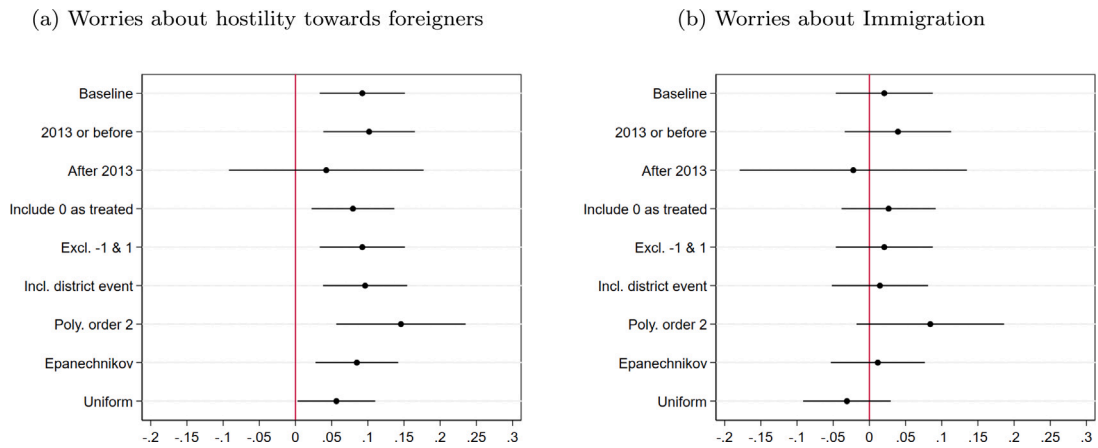 (a) Worries about hostility towards foreigners
Baseline
2013 or before
After 2013
Include 0 as treated
Excl. -1 & 1
Incl. district event
Poly. order 2
Epanechnikov
Uniform
-.2 -.15 -.1 -.05 0 .05 .1 .15 .2 .25 .3
(b) Worries about Immigration
Baseline
2013 or before
After 2013
Include 0 as treated
Excl. -1 & 1
Incl. district event
Poly. order 2
Epanechnikov
Uniform
-.2 -.15 -.1 -.05 0 .05 .1 .15 .2 .25 .3